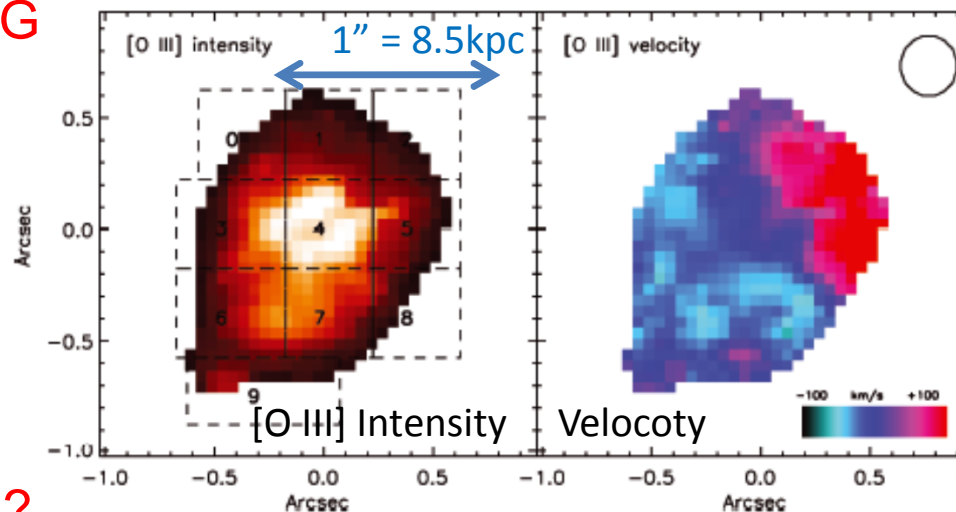 G
[O III] intensity
1” = 8.5kpc
[O III] velocity
0.5
0.0
-0.5
-1.0
Arcsec
0
1
2
3
4
5
6
7
8
9
-100 km/s +100
[O III] Intensity
Velocoty
-1.0 -0.5 0.0 0.5 -1.0 -0.5 0.0 0.5
Arcsec
Arcsec
?